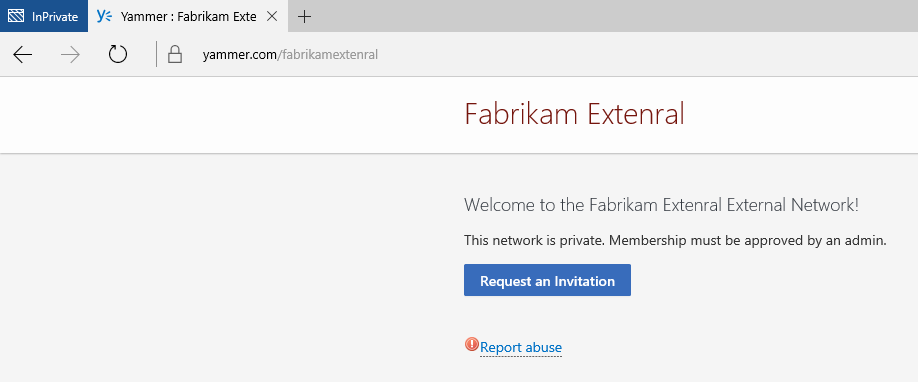 InPrivate
Yammer : Fabrikam Exte
yammer.com/fabrikamextenral
Fabrikam Extenral
Welcome to the Fabrikam Extenral External Network!
This network is private. Membership must be approved by an admin.
Request an Invitation
Report abuse